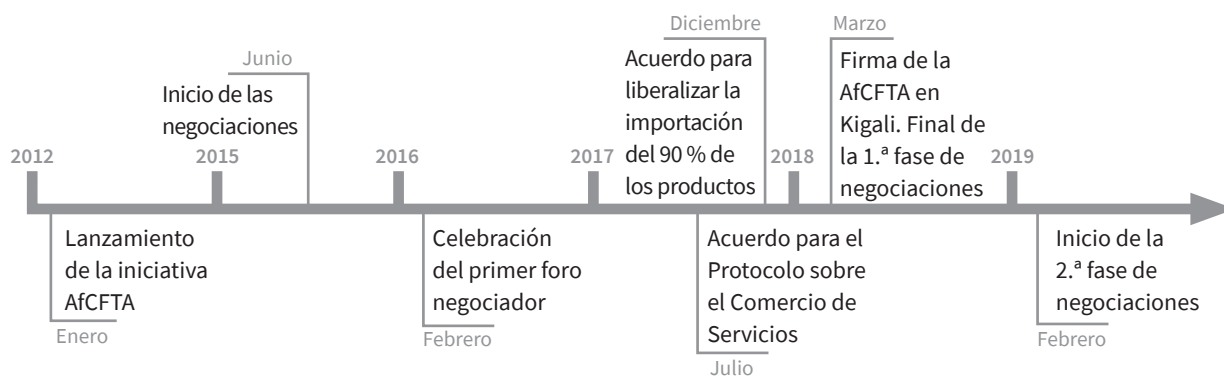 Diciembre
Marzo
Junio
Acuerdo para
liberalizar la
importación
del 90 % de
los productos
Firma de la
AfCFTA en
Kigali. Final de
la 1.ª fase de
negociaciones
Inicio de las
negociaciones
2012
2015
2016
2017
2018
2019
Lanzamiento
de la iniciativa
AfCFTA
Enero
Celebración
del primer foro
negociador
Febrero
Acuerdo para el
Protocolo sobre
el Comercio de
Servicios
Julio
Inicio de la
2.ª fase de
negociaciones
Febrero